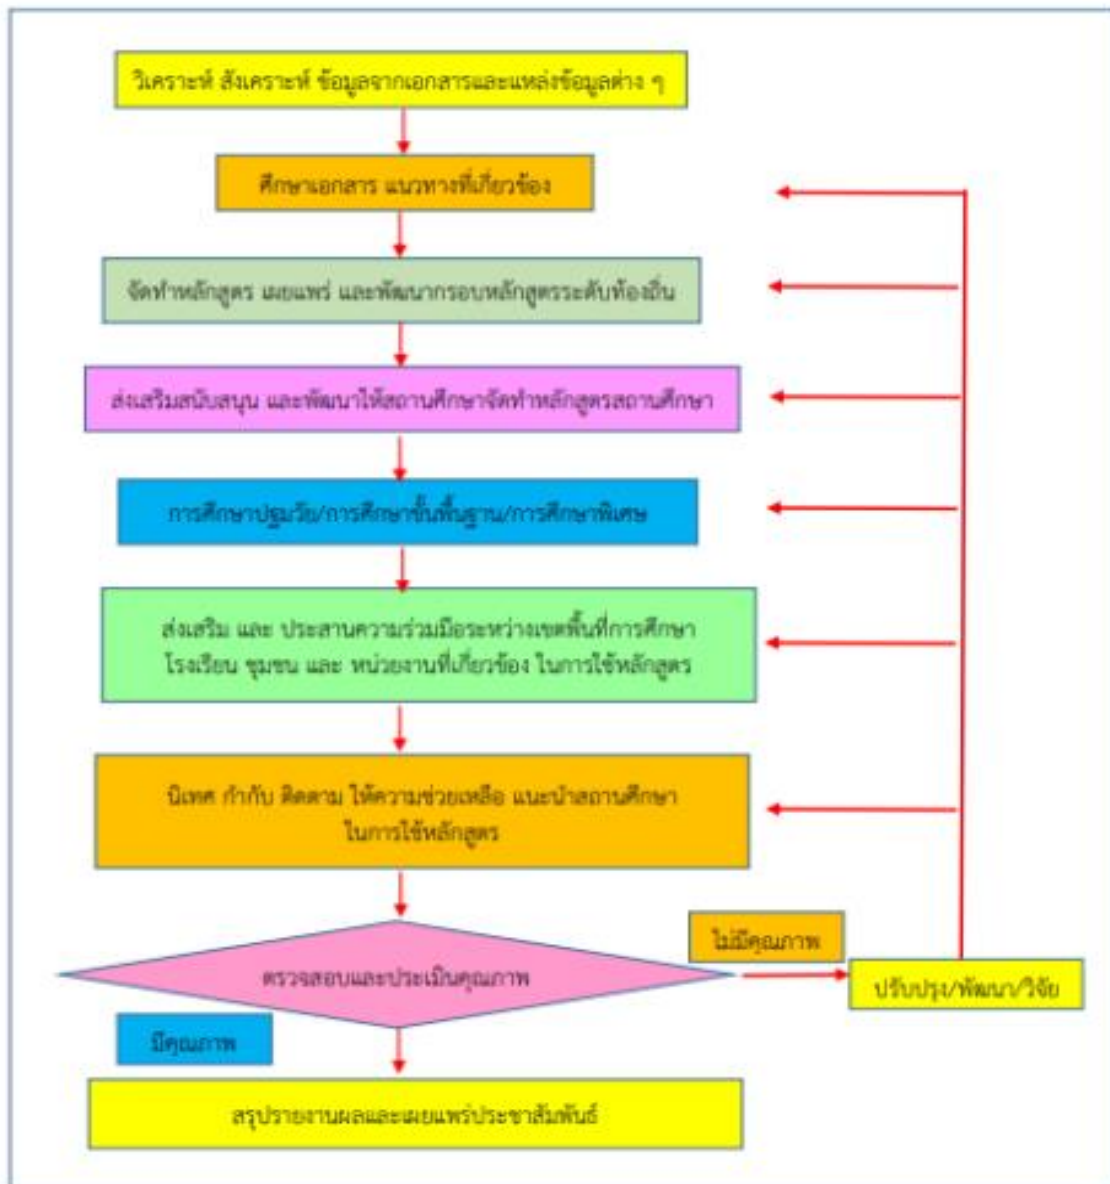 วิเคราะห์ สังเคราะห์ ข้อมูลจากเอกสารและแหล่งข้อมูลต่าง ๆ
ศึกษาเอกสาร แนวทางที่เกี่ยวข้อง
จัดทำหลักสูตร เผยแพร่ และพัฒนากรอบหลักสูตรระดับท้องถิ่น
ส่งเสริมสนับสนุน และพัฒนาให้สถานศึกษาจัดทำหลักสูตรสถานศึกษา
การศึกษาปฐมวัย/การศึกษาขั้นพื้นฐาน/การศึกษาพิเศษ
ส่งเสริม และ ประสานความร่วมมือระหว่างเขตพื้นที่การศึกษา
โรงเรียน ชุมชน และ หน่วยงานที่เกี่ยวข้อง ในการใช้หลักสูตร
นิเทศ กำกับ ติดตาม ให้ความช่วยเหลือ แนะนำสถานศึกษา
ในการใช้หลักสูตร
ไม่มีคุณภาพ
ตรวจสอบและประเมินคุณภาพ
ปรับปรุง/พัฒนา/วิจัย
มีคุณภาพ
สรุปรายงานผลและเผยแพร่ประชาสัมพันธ์